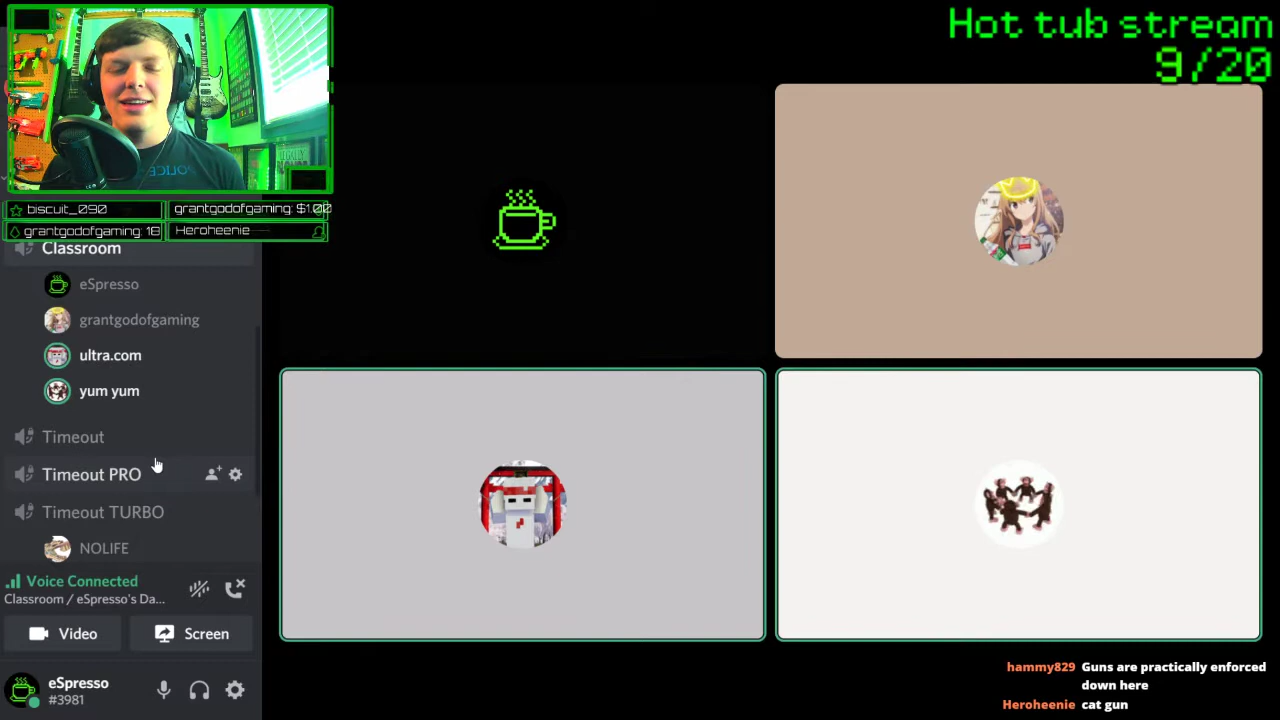 Hot tub stream
9/20
biscuit_090
grantgodofgaming: $1.00
grantgodofgaming: 18
Heroheenie
Classroom
eSpresso
grantgodofgaming
ultra.com
yum yum
Timeout
Timeout PRO
Timeout TURBO
NOLIFE
Voice Connected
Classroom / eSpresso's Da...
Video
Screen
eSpresso
#3981
hammy829 Guns are practically enforced
down here
Heroheenie cat gun